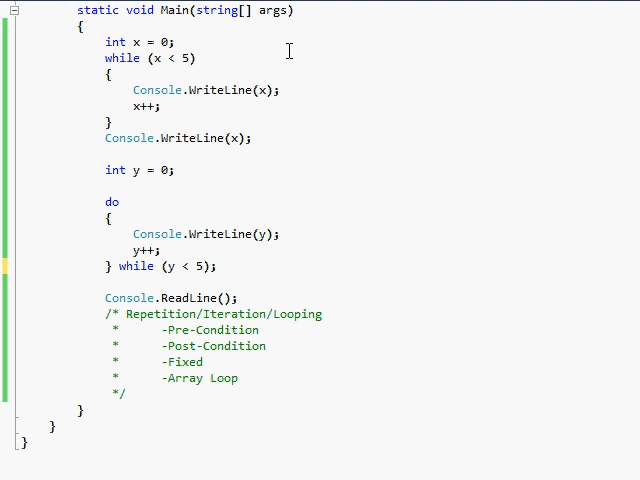 static void Main(string[] args)
{
int x = 0;
while (x < 5)
{
Console.WriteLine(x);
x++;
}
Console.WriteLine(x);
int y = 0;
do
{
Console.WriteLine(y);
y++;
} while (y < 5);
Console.ReadLine();
/* Repetition/Iteration/Looping
* -Pre-Condition
* -Post-Condition
* -Fixed
* -Array Loop
*/
}
}
}